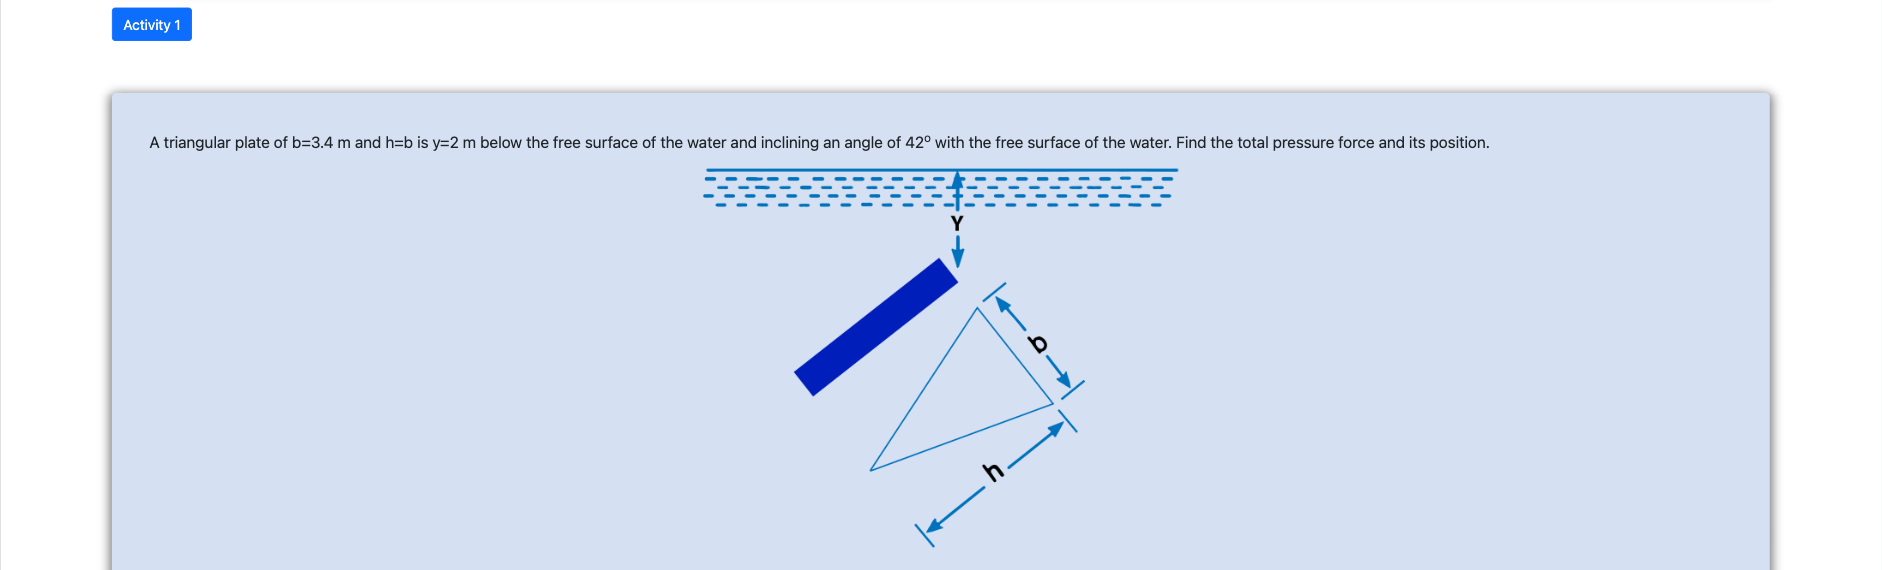 Activity 1
A triangular plate of b=3.4 m and h=b is y=2 m below the free surface of the water and inclining an angle of 42º with the free surface of the water. Find the total pressure force and its position.
Y
b
h